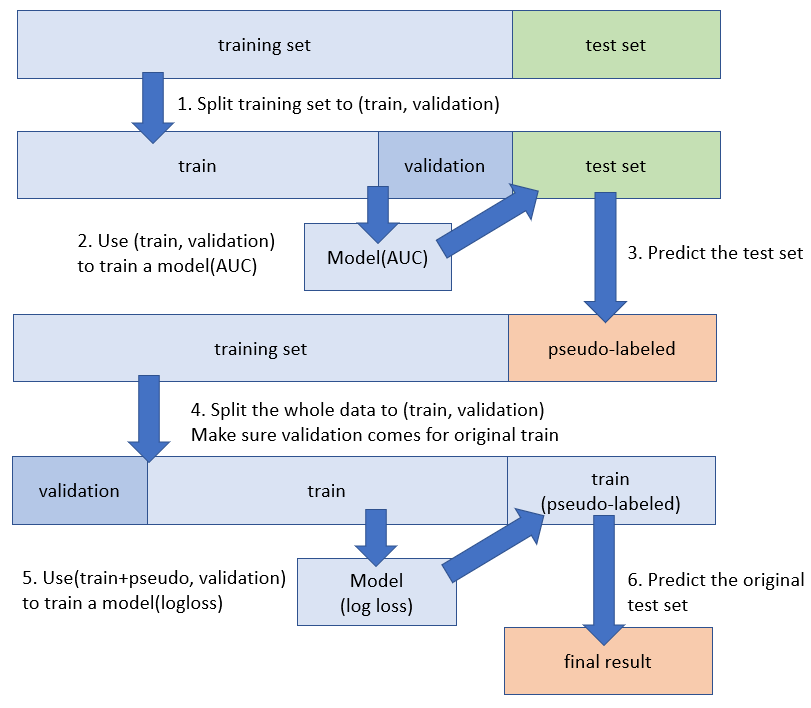 training set
test set
1. Split training set to (train, validation)
train
validation
test set
2. Use (train, validation)
to train a model(AUC)
Model(AUC)
3. Predict the test set
training set
pseudo-labeled
4. Split the whole data to (train, validation)
Make sure validation comes for original train
validation
train
train
(pseudo-labeled)
5. Use(train+pseudo, validation)
to train a model(logloss)
Model
(log loss)
6. Predict the original
test set
final result